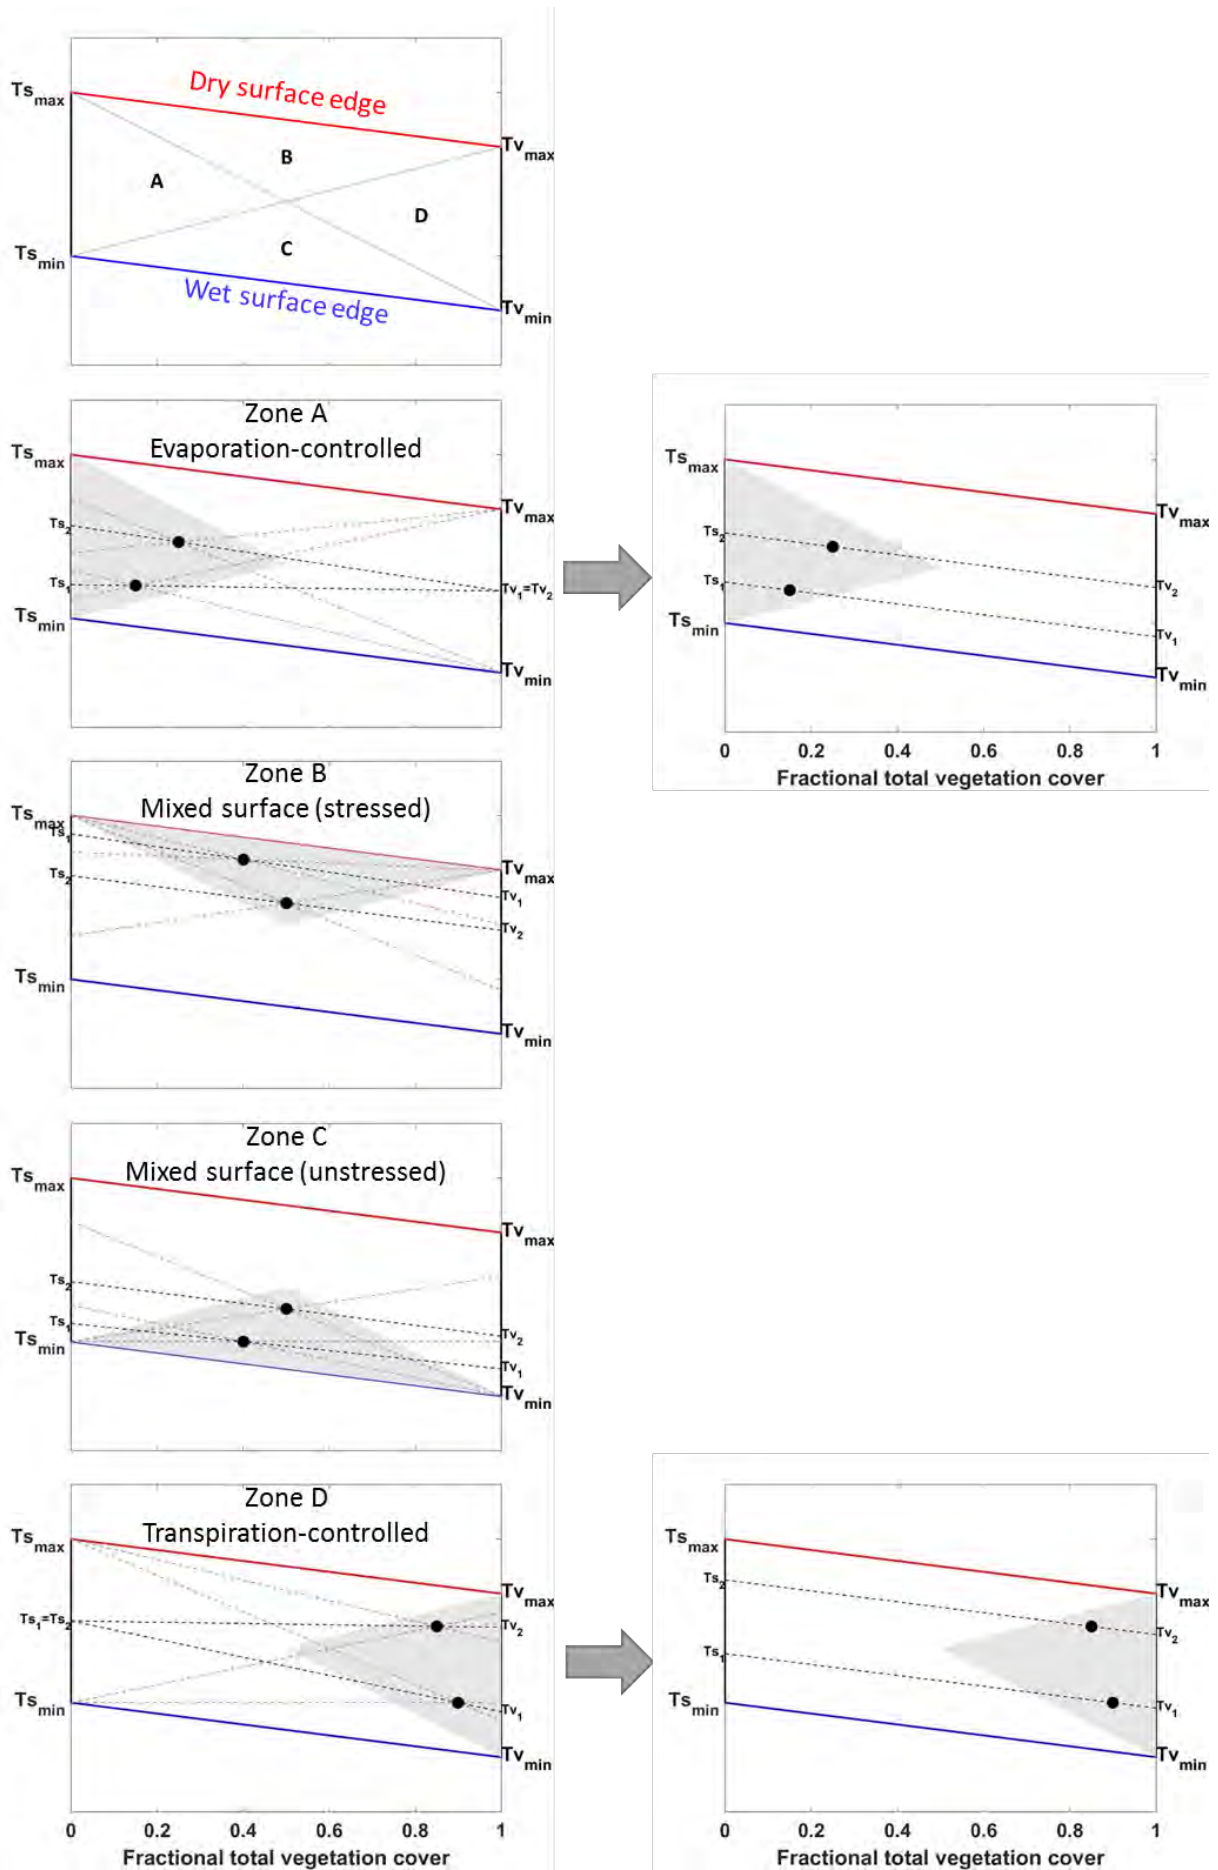 Dry surface edge
Ts max
B
Tv max
A
D
C
Ts min
Wet surface edge
Tv min
Zone A
Evaporation-controlled
Ts max
Tv max
Ts 2
Ts 1
Tv 1 =Tv 2
Ts min
Tv min
Ts max
Tv max
Ts 2
Tv 2
Ts 1
Tv 1
Ts min
Tv min
0 0.2 0.4 0.6 0.8 1
Fractional total vegetation cover
Zone B
Mixed surface (stressed)
Ts max
Ts 1
Tv max
Ts 2
Tv 1
Tv 2
Ts min
Tv min
Zone C
Mixed surface (unstressed)
Ts max
Tv max
Ts 2
Ts 1
Tv 2
Ts min
Tv 1
Tv min
Zone D
Transpiration-controlled
Ts max
Tv max
Ts 1 =Ts 2
Tv 2
Ts min
Tv 1
Tv min
0 0.2 0.4 0.6 0.8 1
Fractional total vegetation cover
Ts max
Ts 2
Tv max
Tv 2
Ts 1
Ts min
Tv 1
Tv min
0 0.2 0.4 0.6 0.8 1
Fractional total vegetation cover